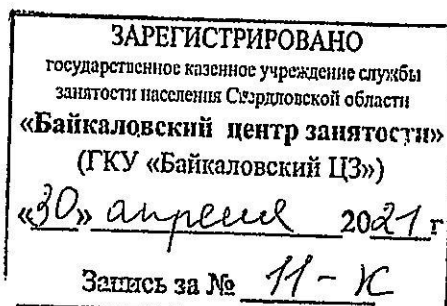 ЗАРЕГИСТРИРОВАНО
государственное казенное учреждение службы
занятости населения Свердловской области
«Байкаловский центр занятости»
(ГКУ «Байкаловский ЦЗ»)
«30» апреля 2021 г
Запись за № 11-К